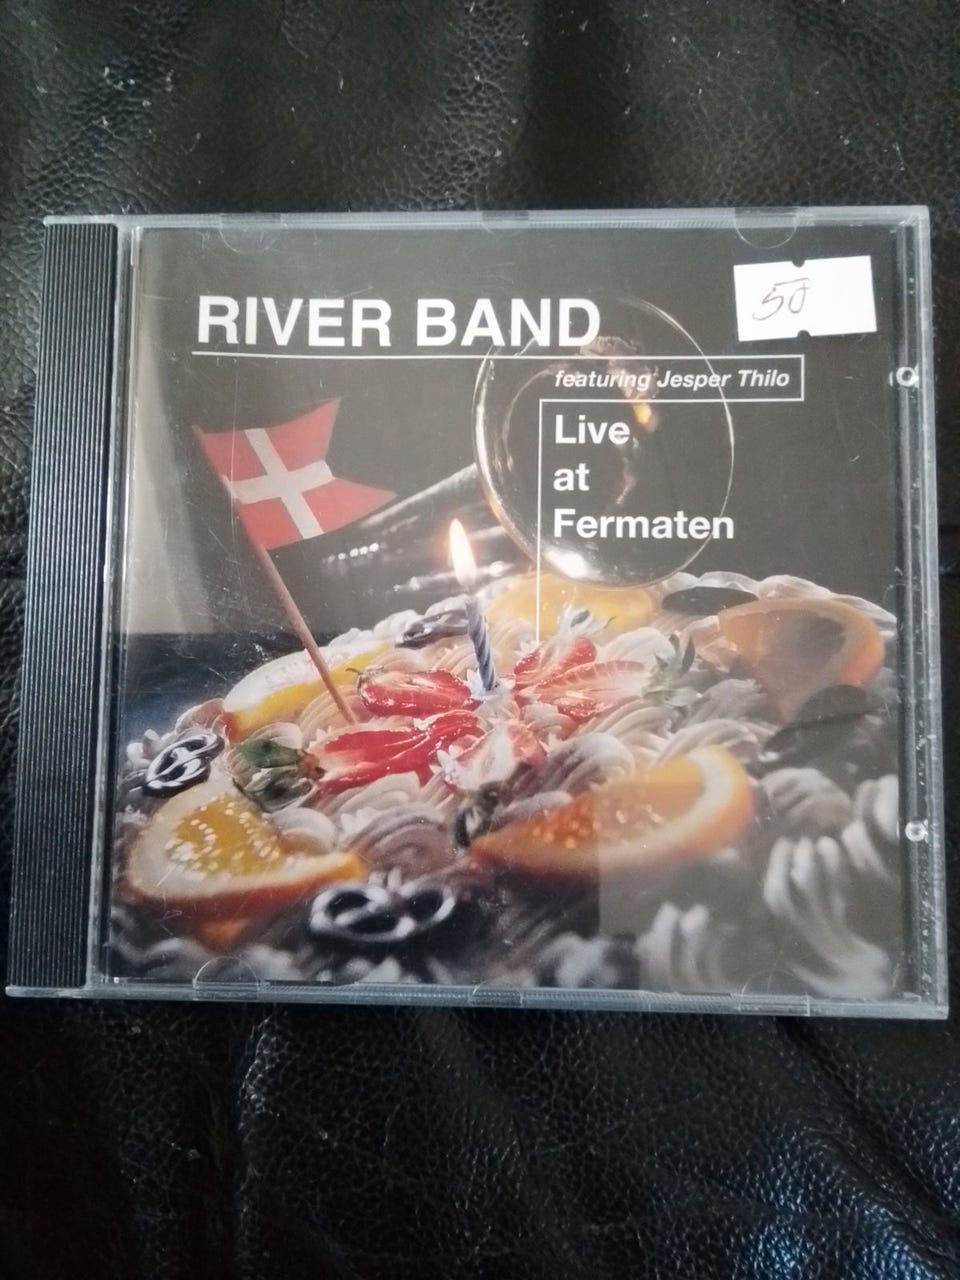 RIVER BAND
50
featuring Jesper Thilo
Live
at
Fermaten